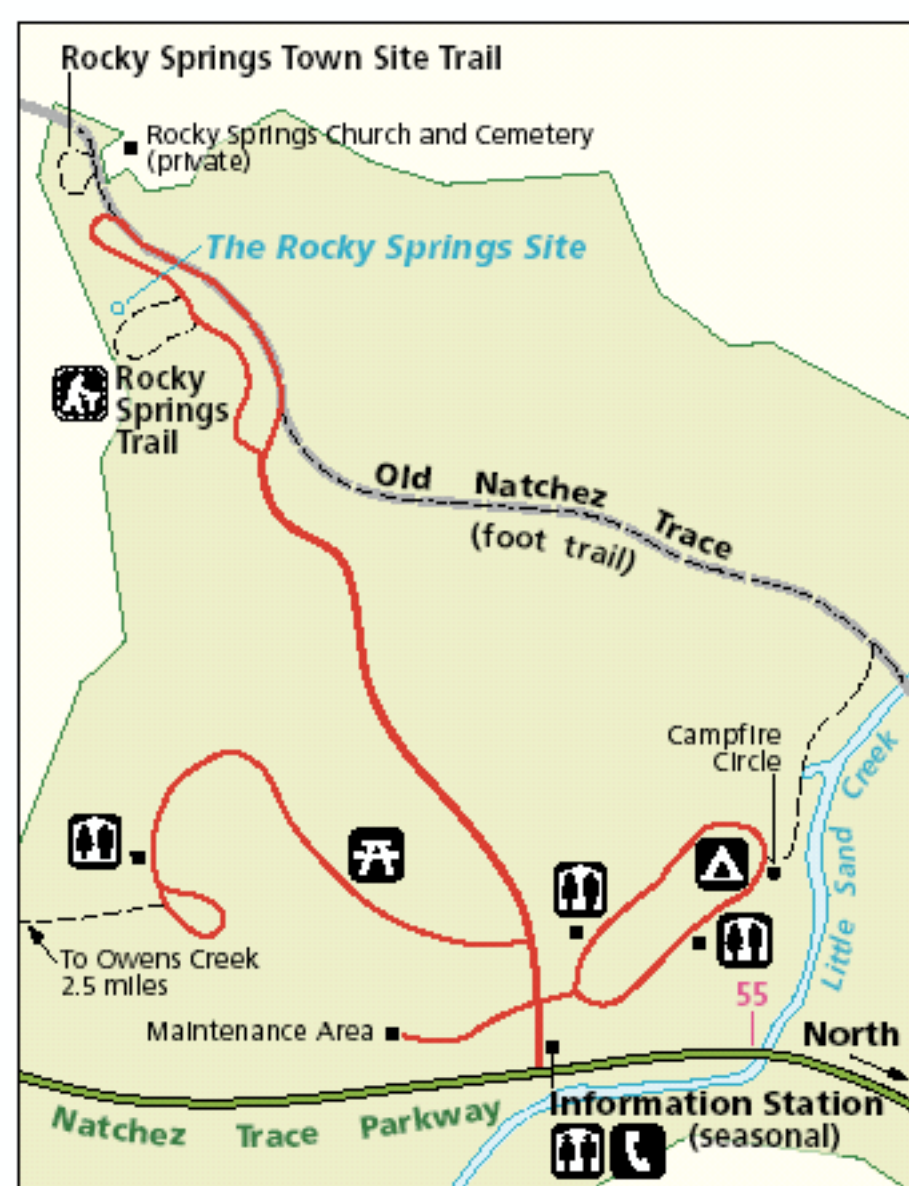 Rocky Springs Town Site Trail
Rocky Springs Church and Cemetery
(private)
The Rocky Springs Site
Rocky
Springs
Trail
Old Natchez Trace
(foot trail)
Campfire
Circle
Little Sand Creek
To Owens Creek
2.5 miles
55
Maintenance Area
North
Natchez Trace Parkway
Information Station
(seasonal)